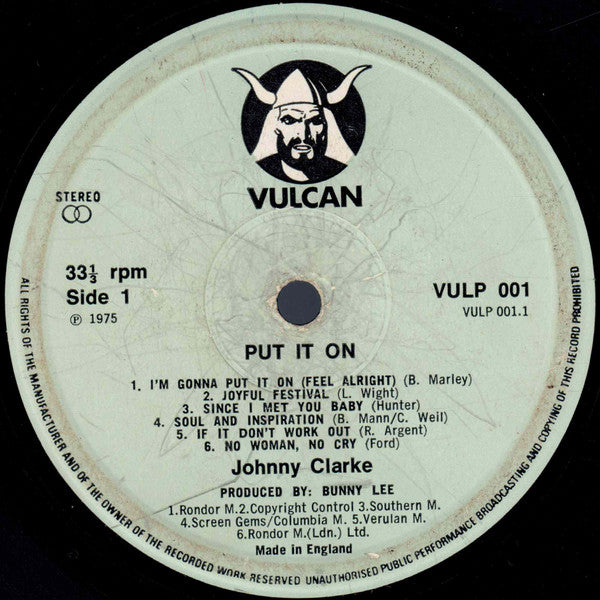 VULCAN
STEREO
33⅓ rpm
Side 1
Ⓟ 1975
VULP 001
VULP 001.1
PUT IT ON
1. I'M GONNA PUT IT ON (FEEL ALRIGHT) (B. Marley)
2. JOYFUL FESTIVAL (L. Wight)
3. SINCE I MET YOU BABY (Hunter)
4. SOUL AND INSPIRATION (B. Mann/C. Weil)
5. IF IT DON'T WORK OUT (R. Argent)
6. NO WOMAN, NO CRY (Ford)
Johnny Clarke
PRODUCED BY: BUNNY LEE
1.Rondor M.2.Copyright Control 3.Southern M.
4.Screen Gems/Columbia M. 5.Verulan M.
6.Rondor M.(Ldn.) Ltd.
Made in England
ALL RIGHTS OF THE MANUFACTURER AND OF THE OWNER OF THE RECORDED WORK RESERVED UNAUTHORISED PUBLIC PERFORMANCE BROADCASTING AND COPYING OF THIS RECORD PROHIBITED